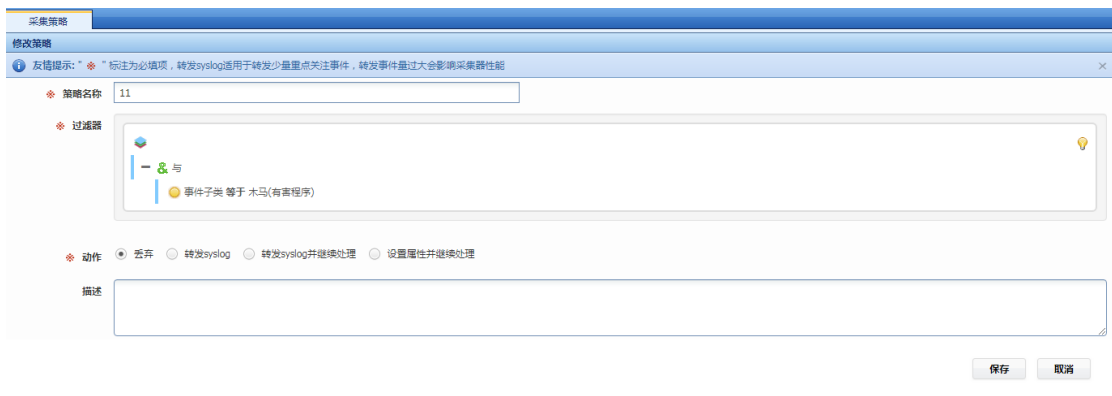 采集策略
修改策略
友情提示: " ※ " 标注为必填项，转发syslog适用于转发少量重点关注事件，转发事件量过大会影响采集器性能
※ 策略名称 11
※ 过滤器
与
事件子类 等于 木马(有害程序)
※ 动作 丢弃 转发syslog 转发syslog并继续处理 设置属性并继续处理
描述
保存 取消